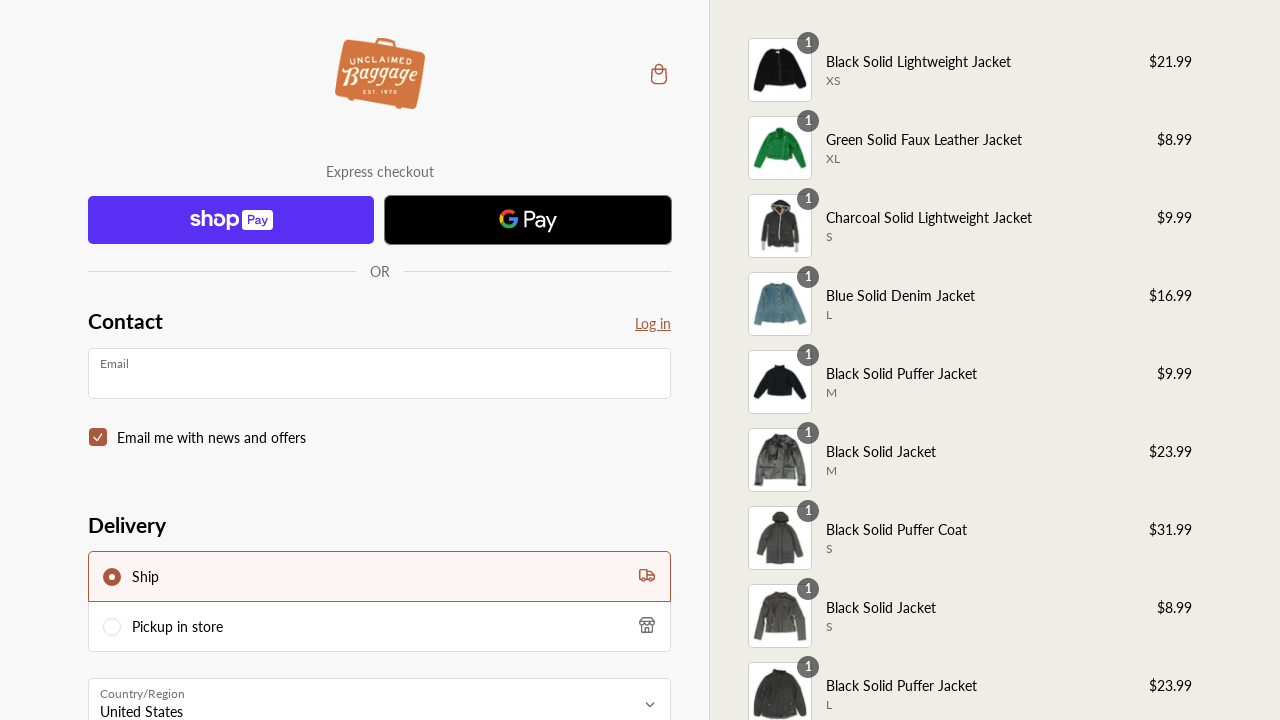 UNCLAIMED
Baggage
EST. 1970
Express checkout
shop Pay
G Pay
OR
Contact
Log in
Email
Email me with news and offers
Delivery
Ship
Pickup in store
Country/Region
United States
1
Black Solid Lightweight Jacket
$21.99
XS
1
Green Solid Faux Leather Jacket
$8.99
XL
1
Charcoal Solid Lightweight Jacket
$9.99
S
1
Blue Solid Denim Jacket
$16.99
L
1
Black Solid Puffer Jacket
$9.99
M
1
Black Solid Jacket
$23.99
M
1
Black Solid Puffer Coat
$31.99
S
1
Black Solid Jacket
$8.99
S
1
Black Solid Puffer Jacket
$23.99
L